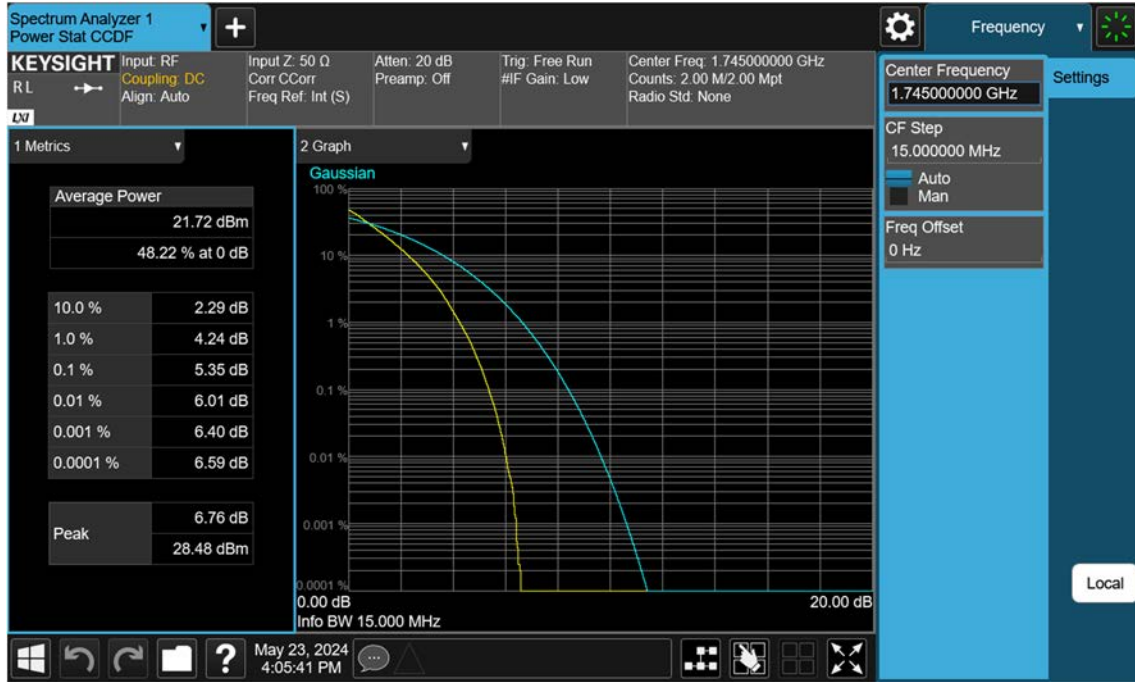 Spectrum Analyzer 1
Power Stat CCDF
Frequency
KEYSIGHT
R L
LXI
Input: RF
Coupling: DC
Align: Auto
Input Z: 50 Ω
Corr CCorr
Freq Ref: Int (S)
Atten: 20 dB
Preamp: Off
Trig: Free Run
#IF Gain: Low
Center Freq: 1.745000000 GHz
Counts: 2.00 M/2.00 Mpt
Radio Std: None
Center Frequency
1.745000000 GHz
Settings
CF Step
15.000000 MHz
Auto
Man
Freq Offset
0 Hz
Local
1 Metrics
Average Power
21.72 dBm
48.22 % at 0 dB
10.0 % 2.29 dB
1.0 % 4.24 dB
0.1 % 5.35 dB
0.01 % 6.01 dB
0.001 % 6.40 dB
0.0001 % 6.59 dB
Peak
6.76 dB
28.48 dBm
2 Graph
Gaussian
100 %
10 %
1 %
0.1 %
0.01 %
0.001 %
0.0001 %
0.00 dB 20.00 dB
Info BW 15.000 MHz
?
May 23, 2024
4:05:41 PM